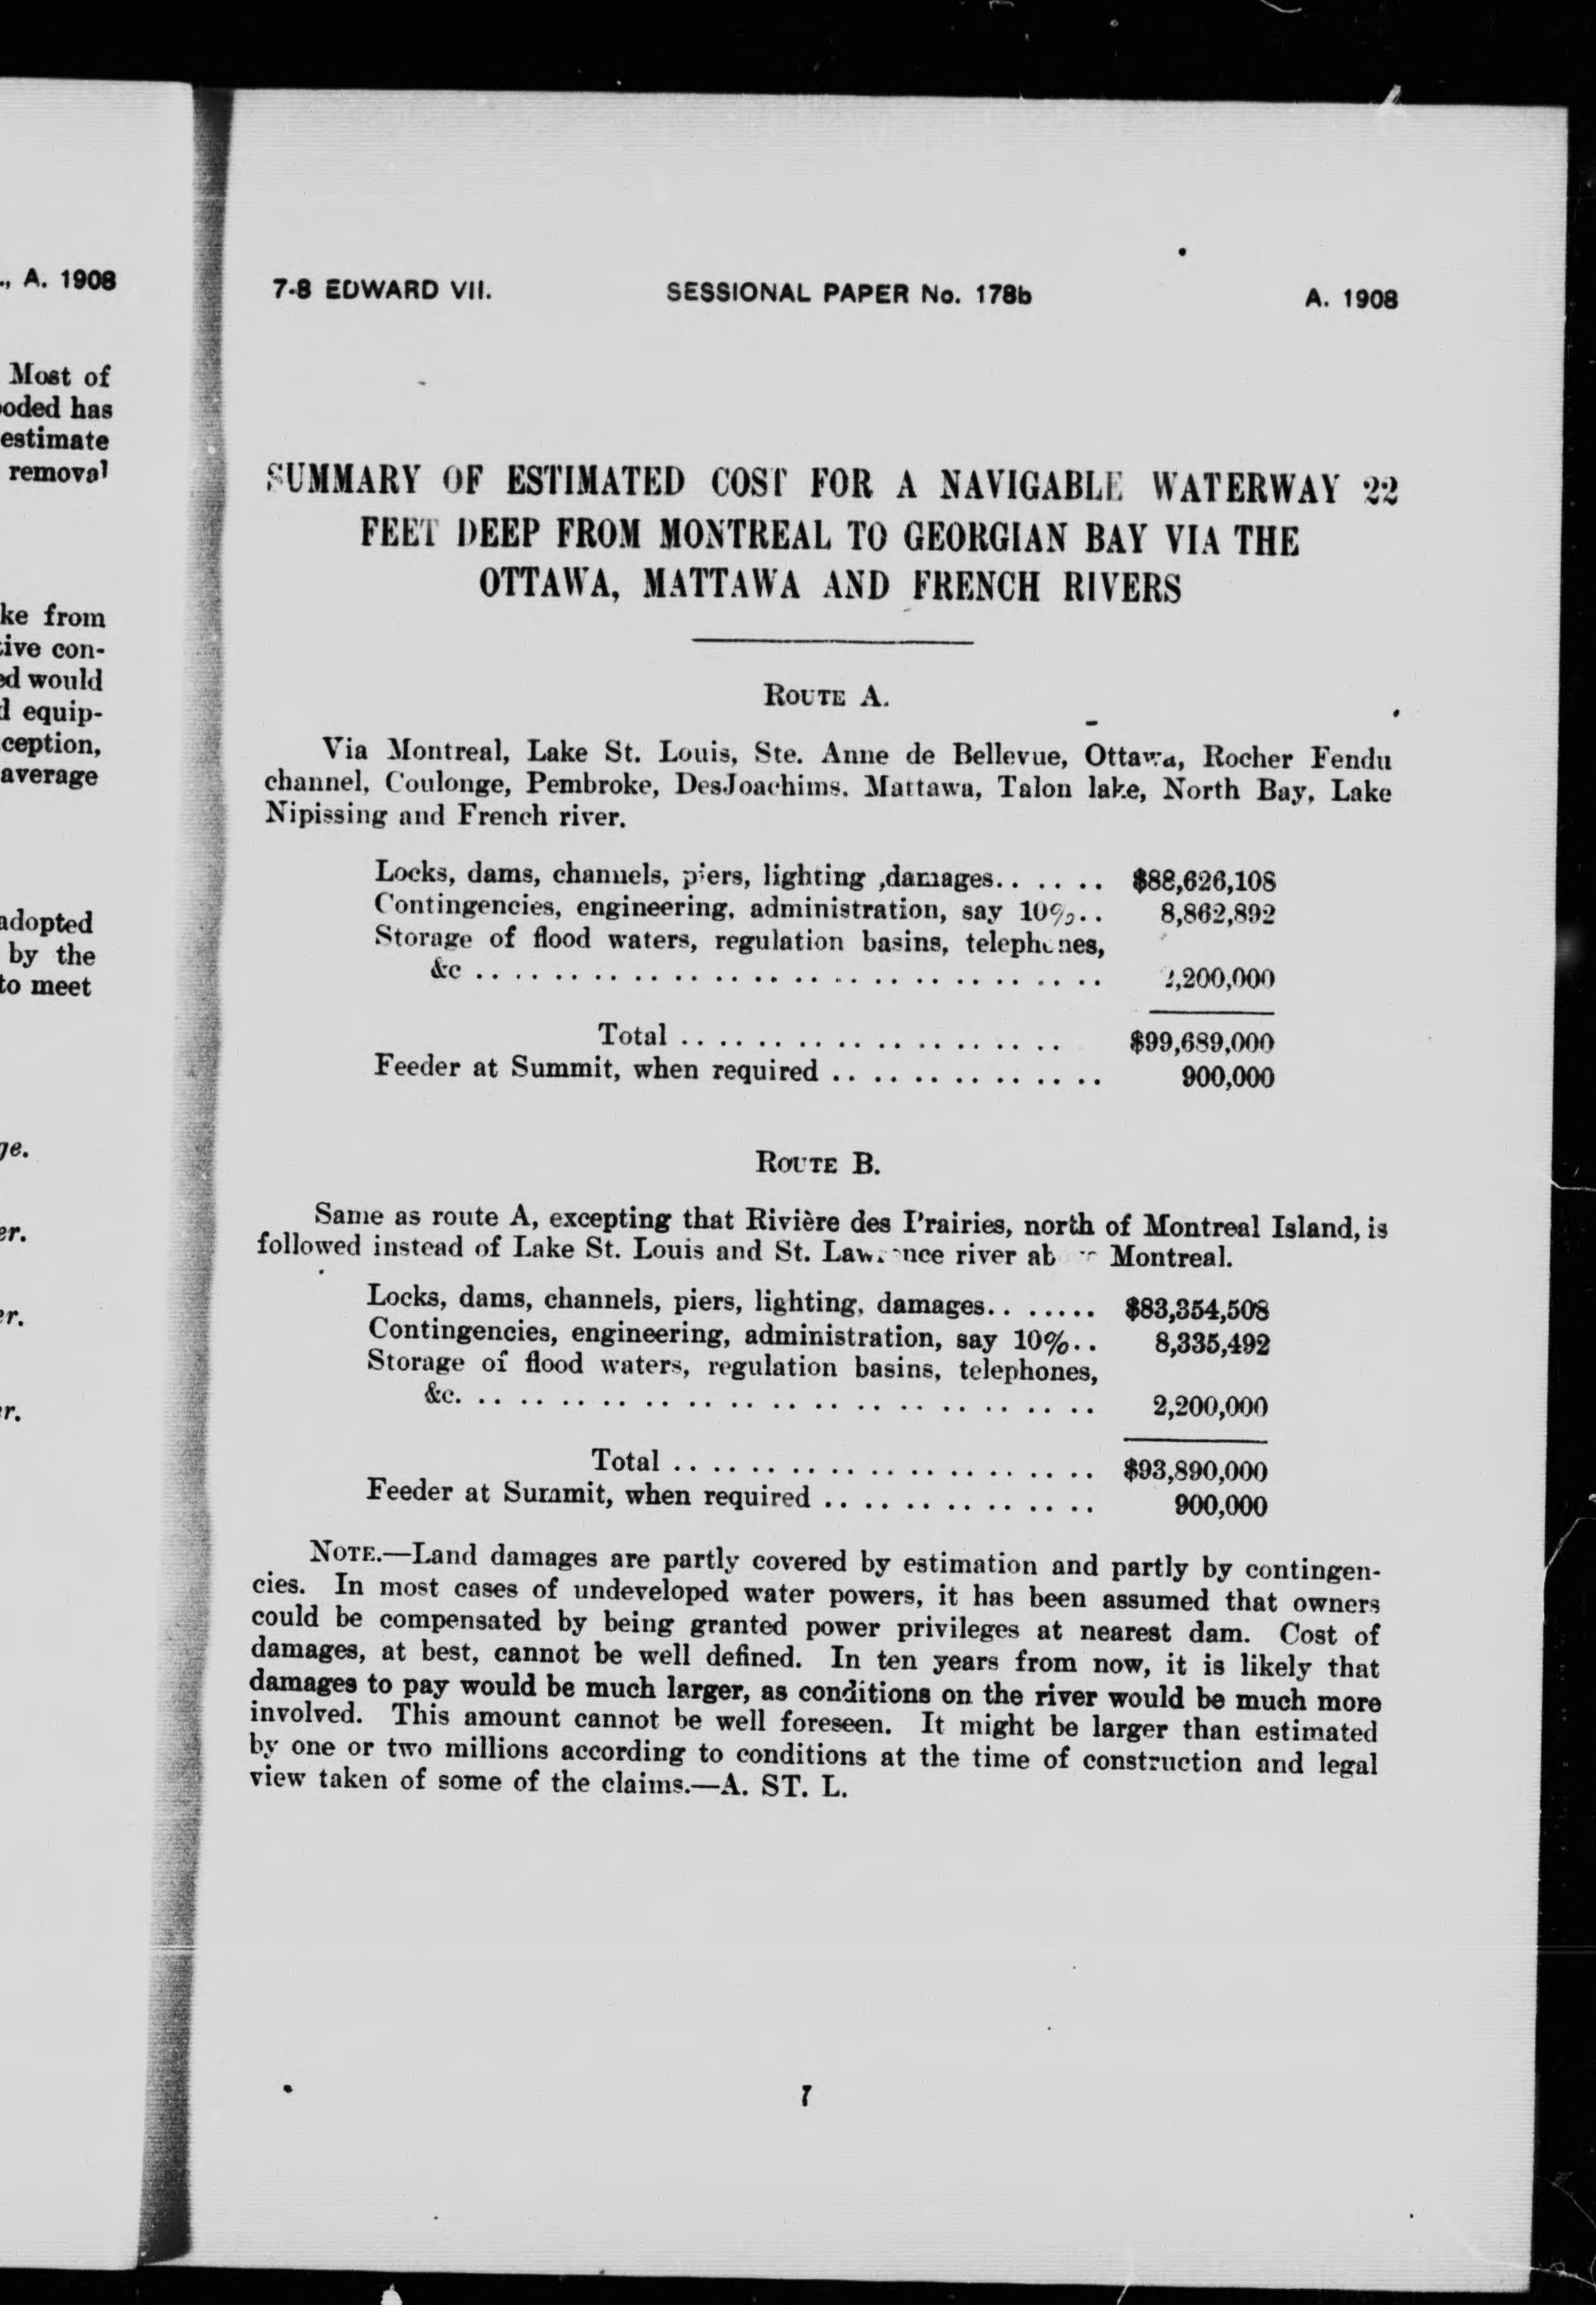 ., A. 1908
Most of
oded has
estimate
removal
ke from
ive con-
ed would
d equip-
ception,
average
adopted
by the
to meet
ge.
er.
er.
er.
7-8 EDWARD VII. SESSIONAL PAPER No. 178b A. 1908
SUMMARY OF ESTIMATED COST FOR A NAVIGABLE WATERWAY 22
FEET DEEP FROM MONTREAL TO GEORGIAN BAY VIA THE
OTTAWA, MATTAWA AND FRENCH RIVERS
ROUTE A.
Via Montreal, Lake St. Louis, Ste. Anne de Bellevue, Ottawa, Rocher Fendu
channel, Coulonge, Pembroke, DesJoachims. Mattawa, Talon lake, North Bay, Lake
Nipissing and French river.
Locks, dams, channels, piers, lighting ,damages...... $88,626,108
Contingencies, engineering, administration, say 10%.. 8,862,892
Storage of flood waters, regulation basins, telephones,
&c ........................ 2,200,000
Total ............... $99,689,000
Feeder at Summit, when required ........... 900,000
ROUTE B.
Same as route A, excepting that Rivière des Prairies, north of Montreal Island, is
followed instead of Lake St. Louis and St. Lawrence river Montreal.
Locks, dams, channels, piers, lighting, damages....... $83,354,508
Contingencies, engineering, administration, say 10%.. 8,335,492
Storage of flood waters, regulation basins, telephones,
&c. ........................ 2,200,000
Total ................ $93,890,000
Feeder at Summit, when required ........... 900,000
NOTE.—Land damages are partly covered by estimation and partly by contingen-
cies. In most cases of undeveloped water powers, it has been assumed that owners
could be compensated by being granted power privileges at nearest dam. Cost of
damages, at best, cannot be well defined. In ten years from now, it is likely that
damages to pay would be much larger, as conditions on the river would be much more
involved. This amount cannot be well foreseen. It might be larger than estimated
by one or two millions according to conditions at the time of construction and legal
view taken of some of the claims.—A. ST. L.
7